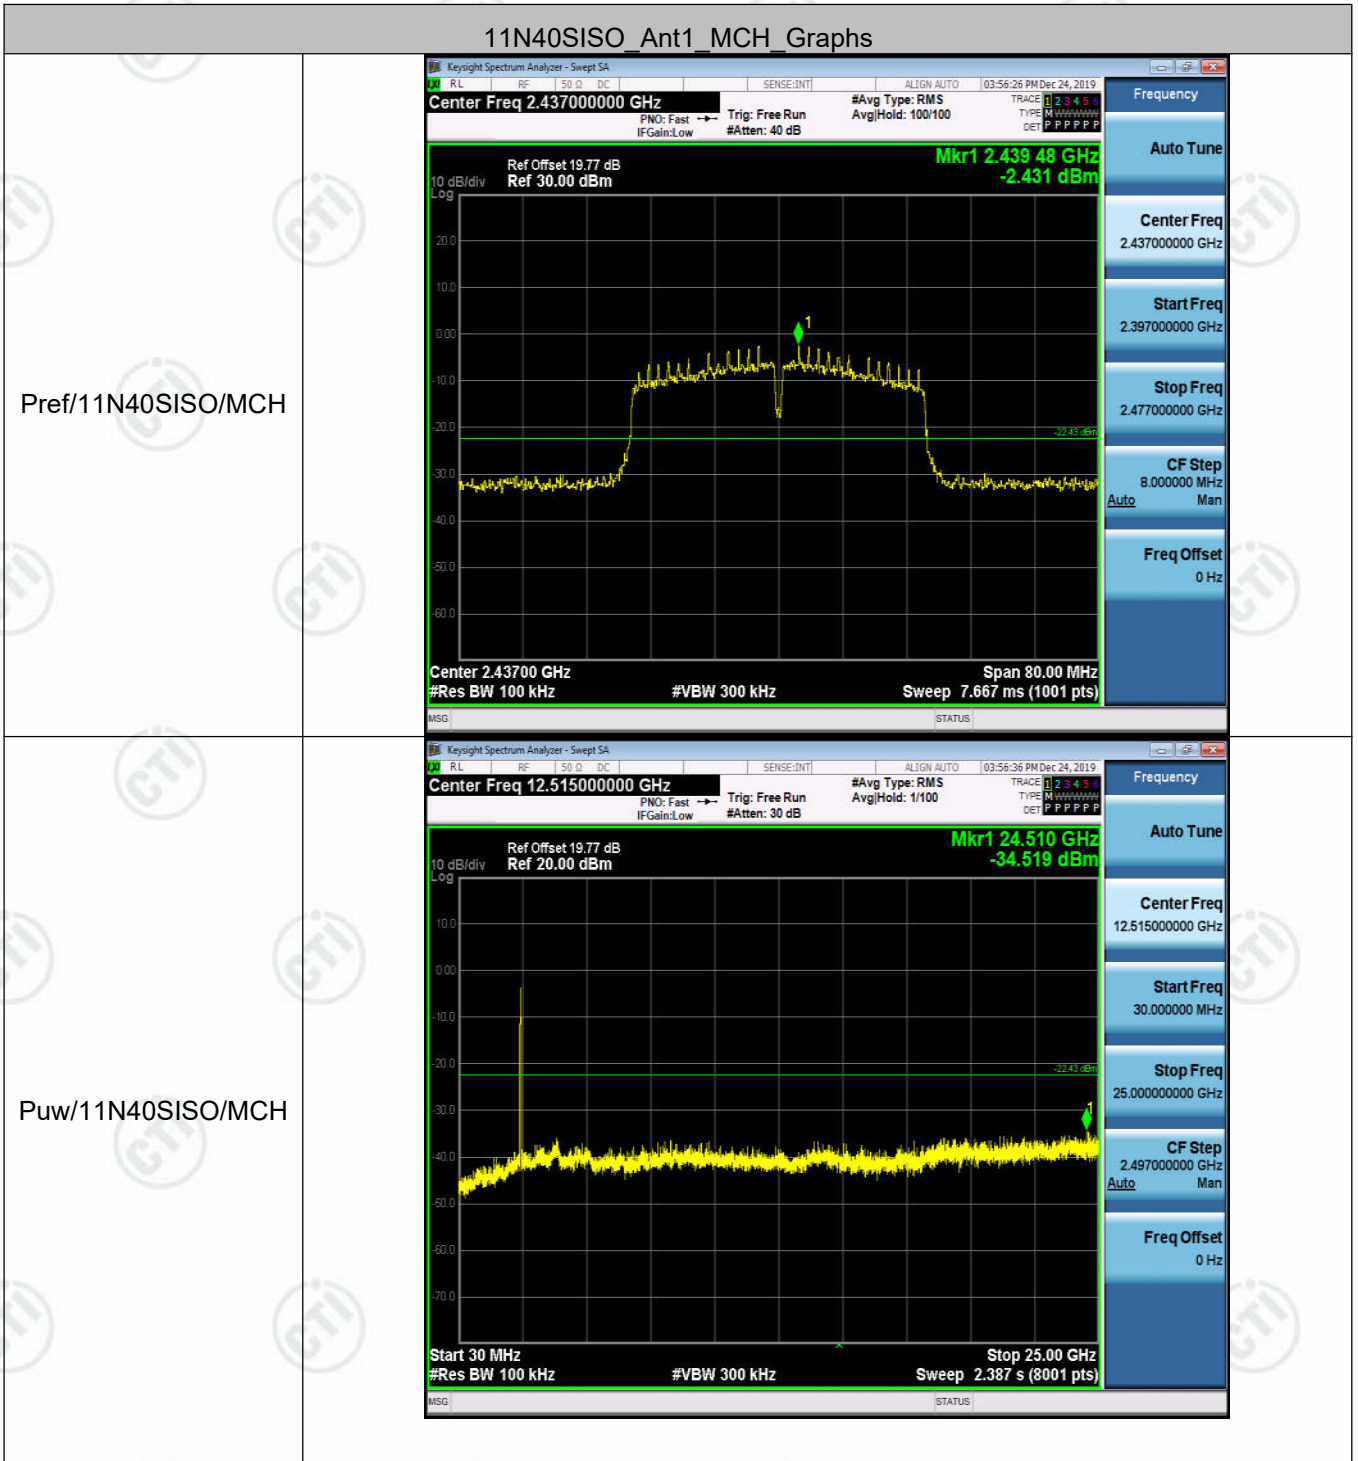 11N40SISO_Ant1_MCH_Graphs
Pref/11N40SISO/MCH
Keysight Spectrum Analyzer - Swept SA
RL RF 50 Ω DC SENSE:INT ALIGN AUTO 03:56:26 PM Dec 24, 2019
Center Freq 2.437000000 GHz
PNO: Fast
IFGain:Low
Trig: Free Run
#Atten: 40 dB
#Avg Type: RMS
Avg|Hold: 100/100
TRACE 1 2 3 4 5 6
TYPE M WWWWW
DET P P P P P P
Mkr1 2.439 48 GHz
-2.431 dBm
Ref Offset 19.77 dB
10 dB/div Ref 30.00 dBm
Log
20.0
10.0
0.00
-10.0
-20.0
-30.0
-40.0
-50.0
-60.0
1
-22.43 dBm
Center 2.43700 GHz Span 80.00 MHz
#Res BW 100 kHz #VBW 300 kHz Sweep 7.667 ms (1001 pts)
MSG STATUS
Frequency
Auto Tune
Center Freq
2.437000000 GHz
Start Freq
2.397000000 GHz
Stop Freq
2.477000000 GHz
CF Step
8.000000 MHz
Auto Man
Freq Offset
0 Hz
Puw/11N40SISO/MCH
Keysight Spectrum Analyzer - Swept SA
RL RF 50 Ω DC SENSE:INT ALIGN AUTO 03:56:36 PM Dec 24, 2019
Center Freq 12.515000000 GHz
PNO: Fast
IFGain:Low
Trig: Free Run
#Atten: 30 dB
#Avg Type: RMS
Avg|Hold: 1/100
TRACE 1 2 3 4 5 6
TYPE M WWWWW
DET P P P P P P
Mkr1 24.510 GHz
-34.519 dBm
Ref Offset 19.77 dB
10 dB/div Ref 20.00 dBm
Log
10.0
0.00
-10.0
-20.0
-30.0
-40.0
-50.0
-60.0
-70.0
-22.43 dBm
1
Start 30 MHz Stop 25.00 GHz
#Res BW 100 kHz #VBW 300 kHz Sweep 2.387 s (8001 pts)
MSG STATUS
Frequency
Auto Tune
Center Freq
12.515000000 GHz
Start Freq
30.000000 MHz
Stop Freq
25.000000000 GHz
CF Step
2.497000000 GHz
Auto Man
Freq Offset
0 Hz
CTI